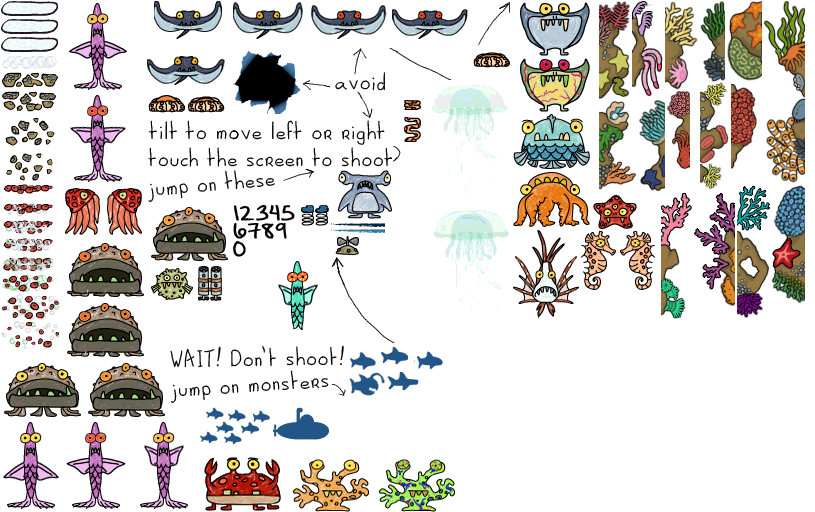 avoid
tilt to move left or right
touch the screen to shoot
jump on these
12345
6789
0
WAIT! Don't shoot!
jump on monsters